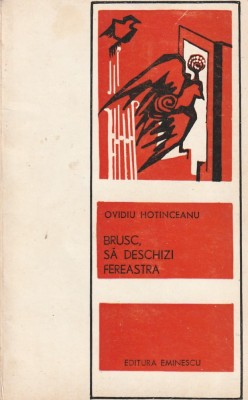 OVIDIU HOTINCEANU
BRUSC,
SĂ DESCHIZI
FEREASTRA
EDITURA EMINESCU